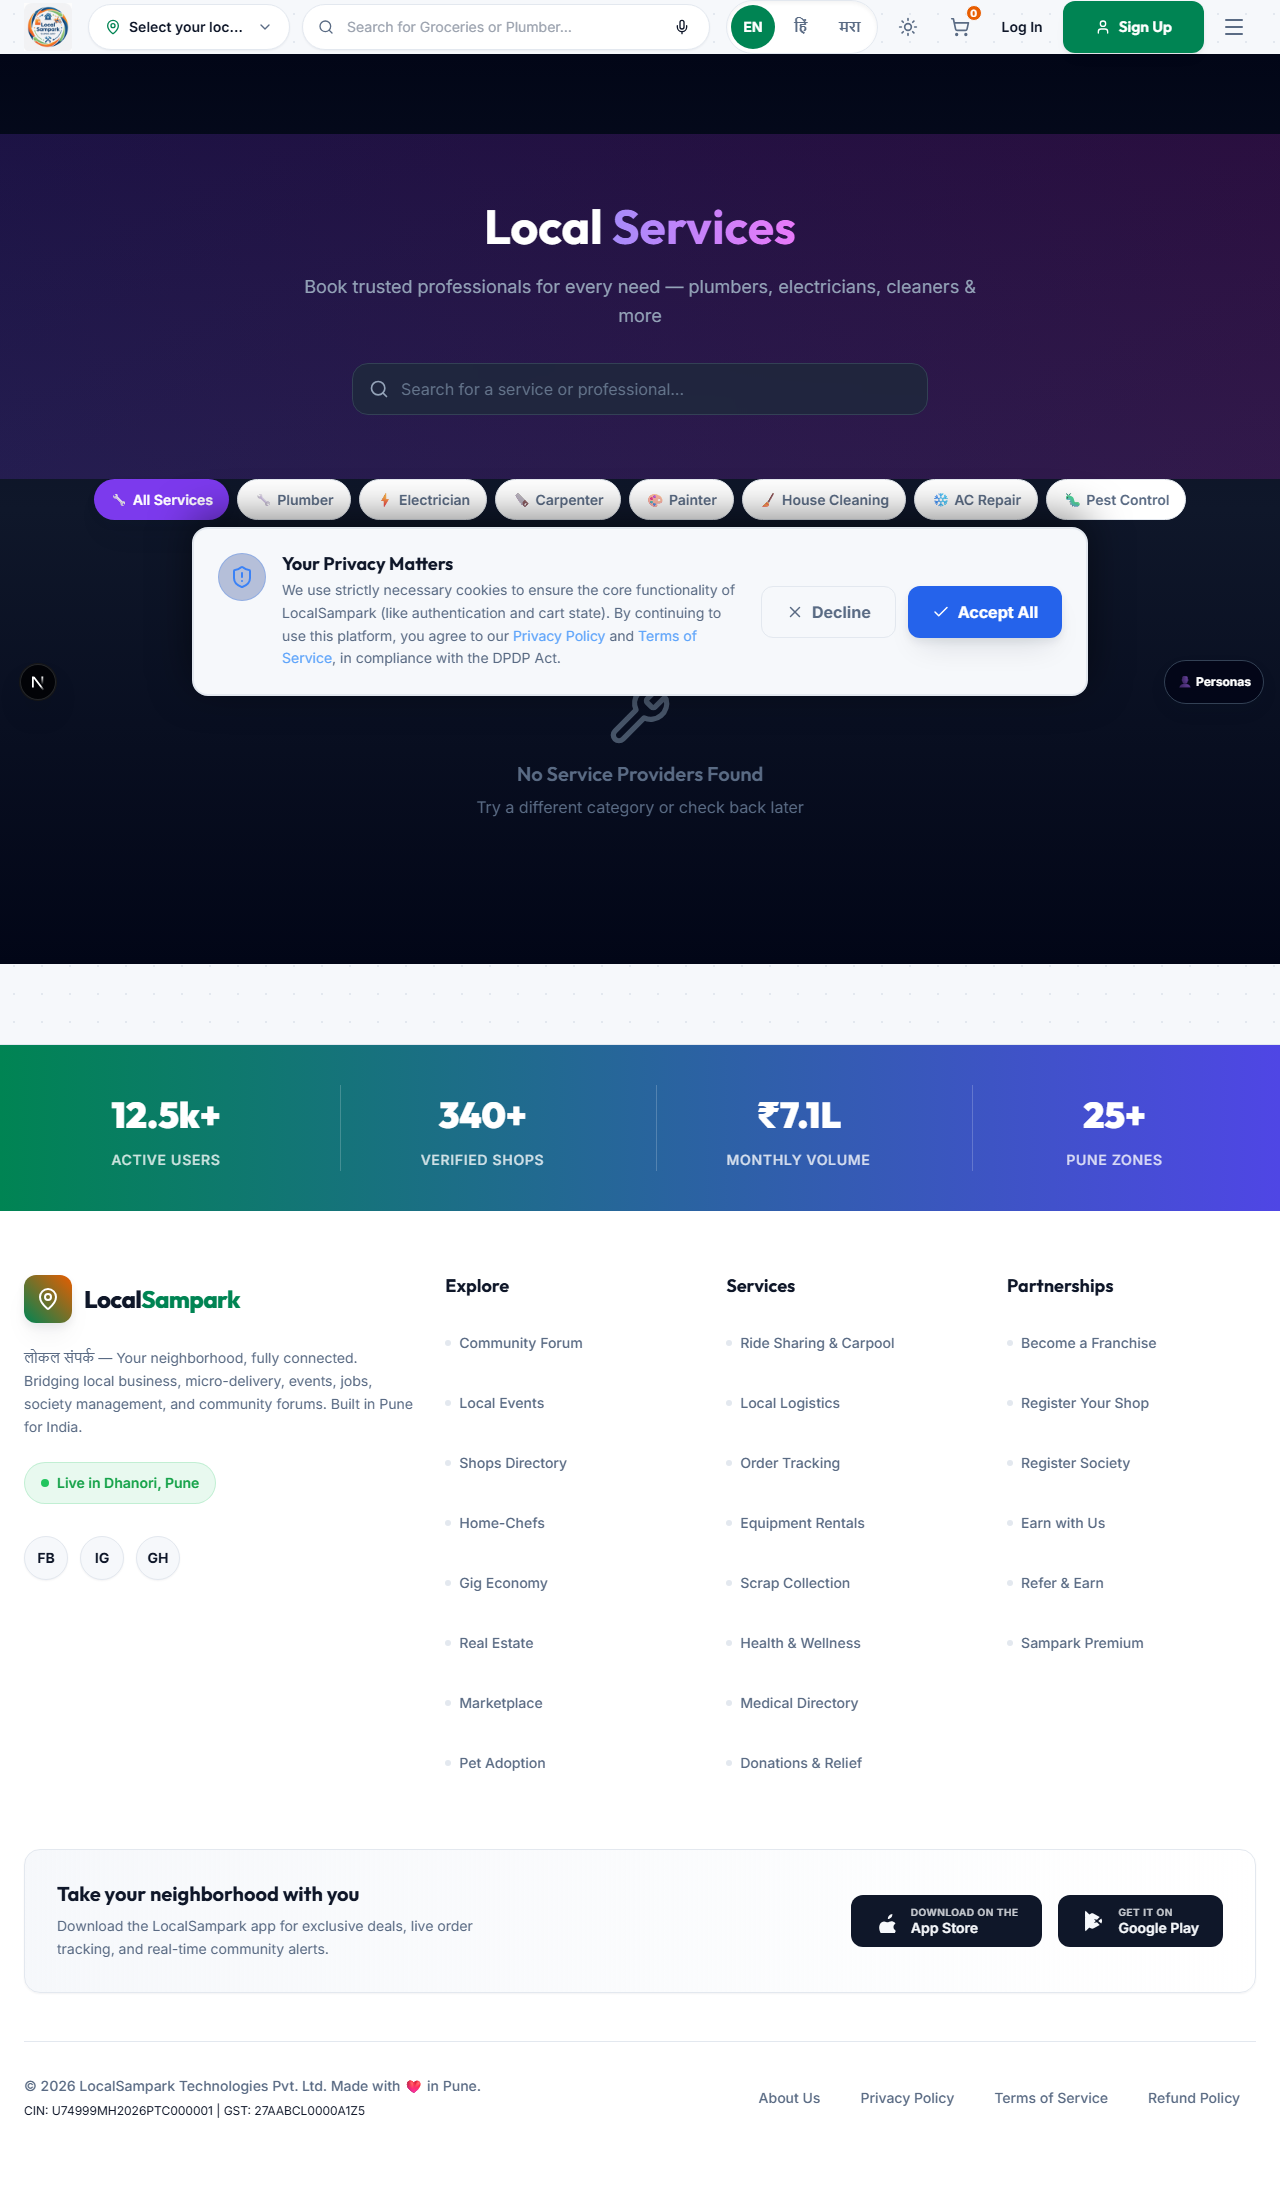 Local
Sampark
Select your loc...
Search for Groceries or Plumber...
EN
हिं
मरा
0
Log In
Sign Up
Local Services
Book trusted professionals for every need — plumbers, electricians, cleaners &
more
Search for a service or professional...
All Services
Plumber
Electrician
Carpenter
Painter
House Cleaning
AC Repair
Pest Control
Your Privacy Matters
We use strictly necessary cookies to ensure the core functionality of
LocalSampark (like authentication and cart state). By continuing to
use this platform, you agree to our Privacy Policy and Terms of
Service, in compliance with the DPDP Act.
Decline
Accept All
N
Personas
No Service Providers Found
Try a different category or check back later
12.5k+
ACTIVE USERS
340+
VERIFIED SHOPS
₹7.1L
MONTHLY VOLUME
25+
PUNE ZONES
LocalSampark
लोकल संपर्क — Your neighborhood, fully connected.
Bridging local business, micro-delivery, events, jobs,
society management, and community forums. Built in Pune
for India.
Live in Dhanori, Pune
FB
IG
GH
Explore
Community Forum
Local Events
Shops Directory
Home-Chefs
Gig Economy
Real Estate
Marketplace
Pet Adoption
Services
Ride Sharing & Carpool
Local Logistics
Order Tracking
Equipment Rentals
Scrap Collection
Health & Wellness
Medical Directory
Donations & Relief
Partnerships
Become a Franchise
Register Your Shop
Register Society
Earn with Us
Refer & Earn
Sampark Premium
Take your neighborhood with you
Download the LocalSampark app for exclusive deals, live order
tracking, and real-time community alerts.
DOWNLOAD ON THE
App Store
GET IT ON
Google Play
© 2026 LocalSampark Technologies Pvt. Ltd. Made with ❤️ in Pune.
CIN: U74999MH2026PTC000001 | GST: 27AABCL0000A1Z5
About Us
Privacy Policy
Terms of Service
Refund Policy